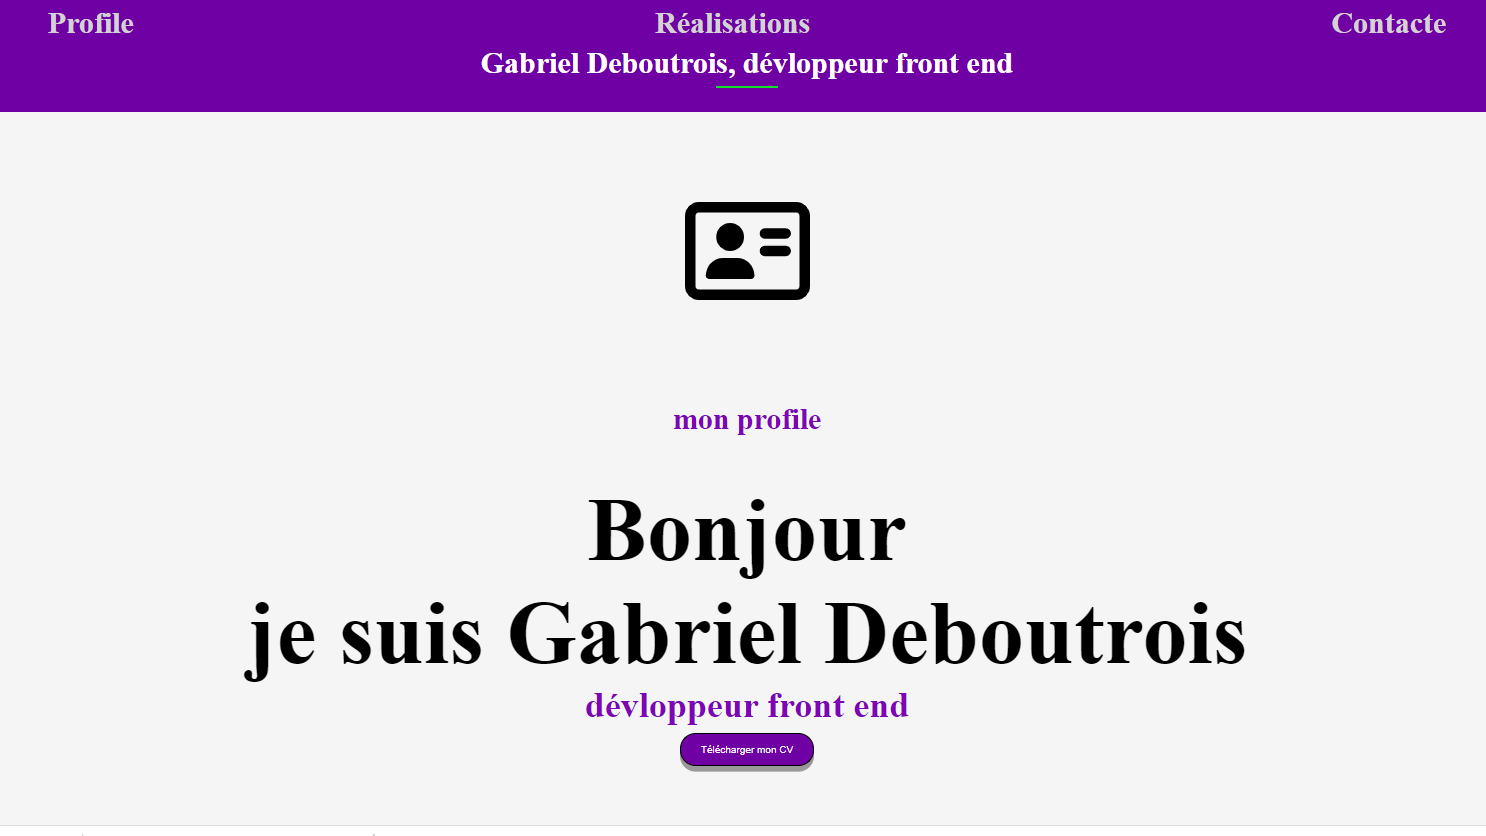 Profile Réalisations Contacte
Gabriel Deboutrois, dévloppeur front end
mon profile
Bonjour
je suis Gabriel Deboutrois
dévloppeur front end
Télécharger mon CV